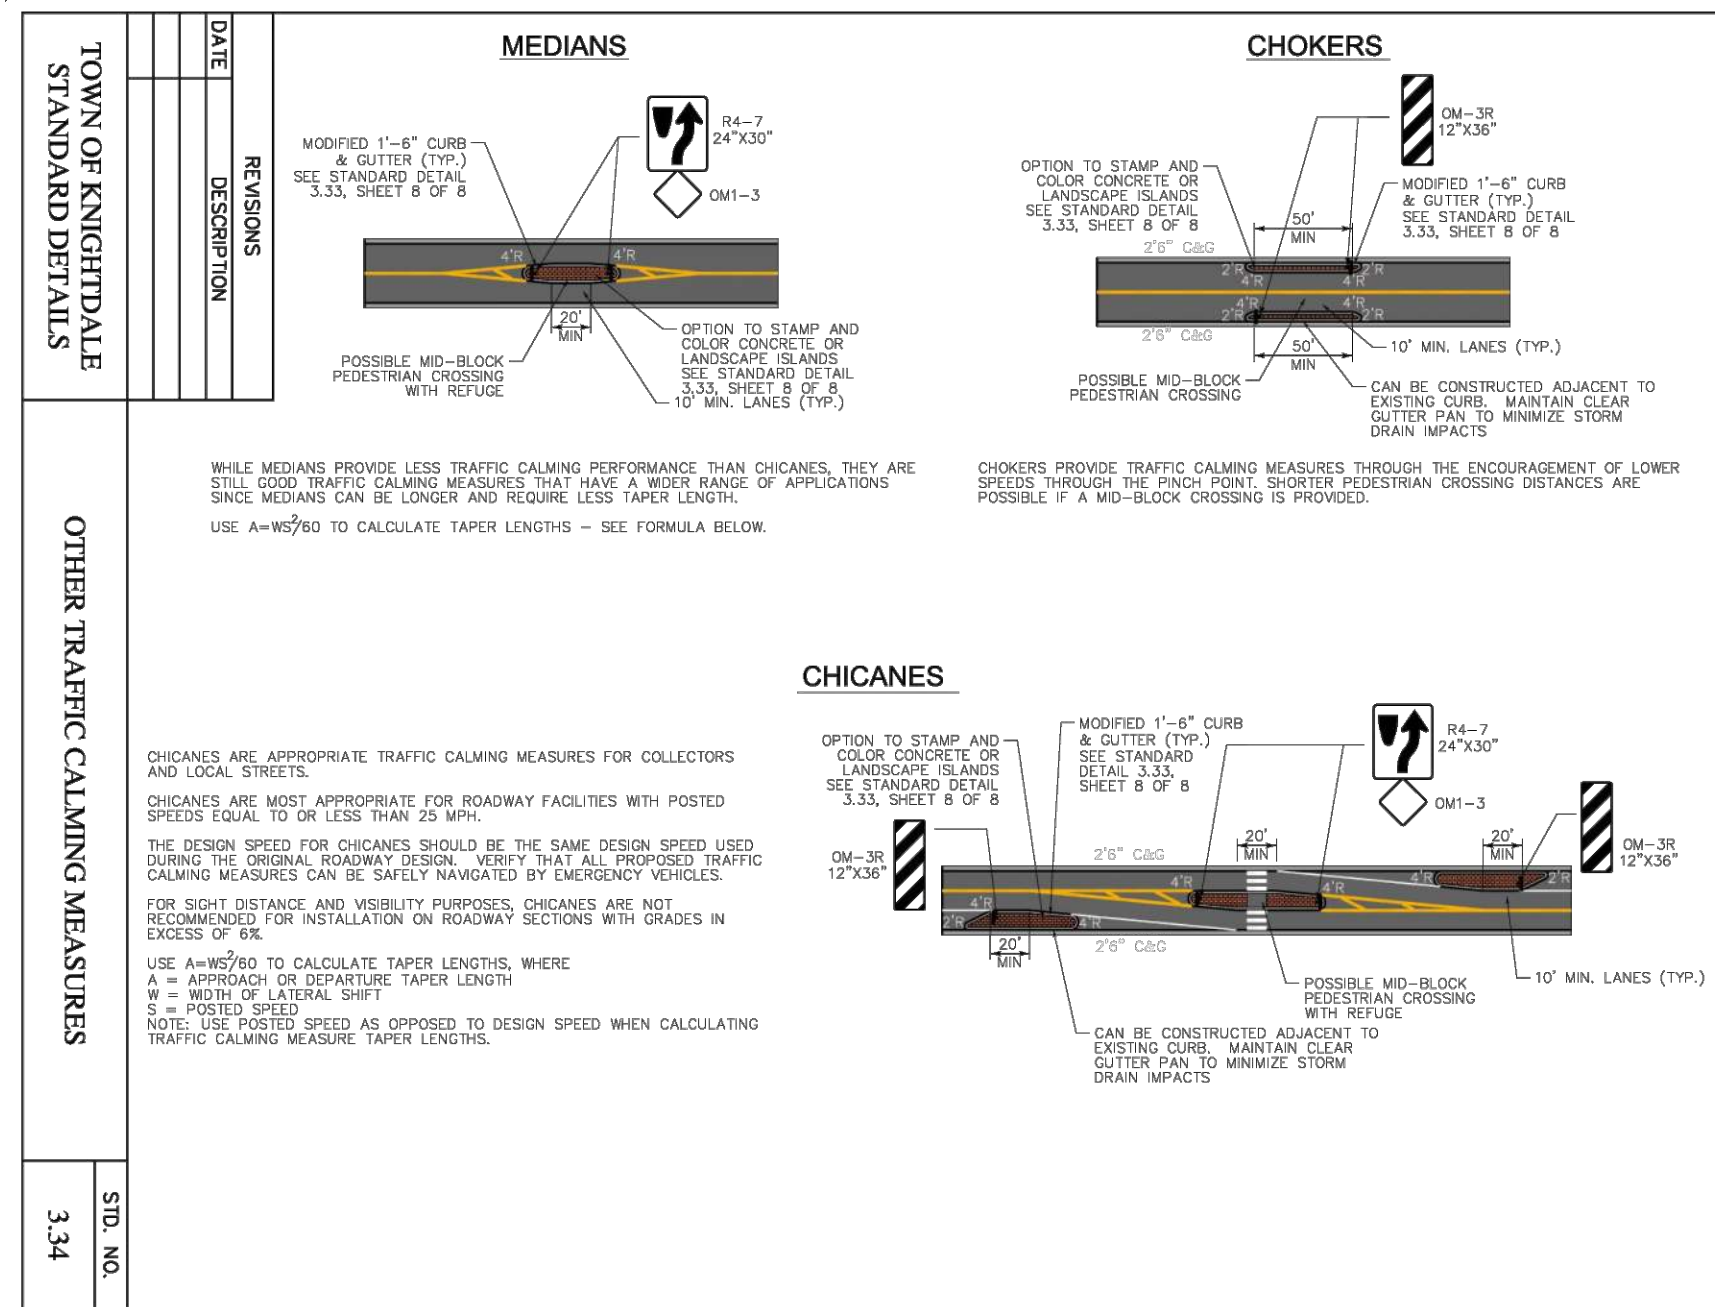 TOWN OF KNIGHTDALE
STANDARD DETAILS
REVISIONS
DATE
DESCRIPTION
OTHER TRAFFIC CALMING MEASURES
STD. NO.
3.34
MEDIANS
MODIFIED 1'-6" CURB
& GUTTER (TYP.)
SEE STANDARD DETAIL
3.33, SHEET 8 OF 8
R4-7
24"X30"
OM1-3
4'R
4'R
20'
MIN
POSSIBLE MID-BLOCK
PEDESTRIAN CROSSING
WITH REFUGE
OPTION TO STAMP AND
COLOR CONCRETE OR
LANDSCAPE ISLANDS
SEE STANDARD DETAIL
3.33, SHEET 8 OF 8
10' MIN. LANES (TYP.)
WHILE MEDIANS PROVIDE LESS TRAFFIC CALMING PERFORMANCE THAN CHICANES, THEY ARE
STILL GOOD TRAFFIC CALMING MEASURES THAT HAVE A WIDER RANGE OF APPLICATIONS
SINCE MEDIANS CAN BE LONGER AND REQUIRE LESS TAPER LENGTH.
USE A=WS²/60 TO CALCULATE TAPER LENGTHS - SEE FORMULA BELOW.
CHOKERS
OM-3R
12"X36"
OPTION TO STAMP AND
COLOR CONCRETE OR
LANDSCAPE ISLANDS
SEE STANDARD DETAIL
3.33, SHEET 8 OF 8
MODIFIED 1'-6" CURB
& GUTTER (TYP.)
SEE STANDARD DETAIL
3.33, SHEET 8 OF 8
50'
MIN
2'6" C&G
2'R
2'R
4'R
4'R
4'R
4'R
2'R
2'R
2'6" C&G
50'
MIN
10' MIN. LANES (TYP.)
POSSIBLE MID-BLOCK
PEDESTRIAN CROSSING
CAN BE CONSTRUCTED ADJACENT TO
EXISTING CURB. MAINTAIN CLEAR
GUTTER PAN TO MINIMIZE STORM
DRAIN IMPACTS
CHOKERS PROVIDE TRAFFIC CALMING MEASURES THROUGH THE ENCOURAGEMENT OF LOWER
SPEEDS THROUGH THE PINCH POINT. SHORTER PEDESTRIAN CROSSING DISTANCES ARE
POSSIBLE IF A MID-BLOCK CROSSING IS PROVIDED.
CHICANES
CHICANES ARE APPROPRIATE TRAFFIC CALMING MEASURES FOR COLLECTORS
AND LOCAL STREETS.
CHICANES ARE MOST APPROPRIATE FOR ROADWAY FACILITIES WITH POSTED
SPEEDS EQUAL TO OR LESS THAN 25 MPH.
THE DESIGN SPEED FOR CHICANES SHOULD BE THE SAME DESIGN SPEED USED
DURING THE ORIGINAL ROADWAY DESIGN. VERIFY THAT ALL PROPOSED TRAFFIC
CALMING MEASURES CAN BE SAFELY NAVIGATED BY EMERGENCY VEHICLES.
FOR SIGHT DISTANCE AND VISIBILITY PURPOSES, CHICANES ARE NOT
RECOMMENDED FOR INSTALLATION ON ROADWAY SECTIONS WITH GRADES IN
EXCESS OF 6%.
USE A=WS²/60 TO CALCULATE TAPER LENGTHS, WHERE
A = APPROACH OR DEPARTURE TAPER LENGTH
W = WIDTH OF LATERAL SHIFT
S = POSTED SPEED
NOTE: USE POSTED SPEED AS OPPOSED TO DESIGN SPEED WHEN CALCULATING
TRAFFIC CALMING MEASURE TAPER LENGTHS.
OPTION TO STAMP AND
COLOR CONCRETE OR
LANDSCAPE ISLANDS
SEE STANDARD DETAIL
3.33, SHEET 8 OF 8
MODIFIED 1'-6" CURB
& GUTTER (TYP.)
SEE STANDARD
DETAIL 3.33,
SHEET 8 OF 8
R4-7
24"X30"
OM1-3
OM-3R
12"X36"
OM-3R
12"X36"
2'6" C&G
20'
MIN
20'
MIN
4'R
4'R
4'R
2'R
4'R
2'R
4'R
20'
MIN
2'6" C&G
POSSIBLE MID-BLOCK
PEDESTRIAN CROSSING
WITH REFUGE
10' MIN. LANES (TYP.)
CAN BE CONSTRUCTED ADJACENT TO
EXISTING CURB. MAINTAIN CLEAR
GUTTER PAN TO MINIMIZE STORM
DRAIN IMPACTS